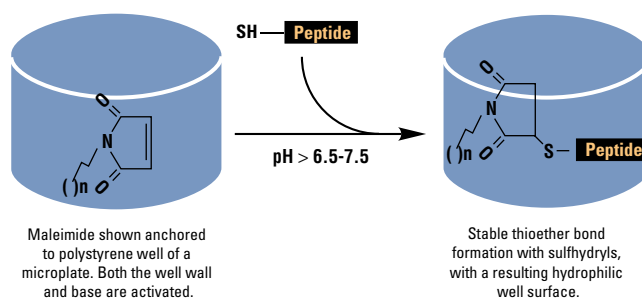 SH Peptide
O
N
O
( )n
pH > 6.5-7.5
O
N
O
( )n
S Peptide
Maleimide shown anchored
to polystyrene well of a
microplate. Both the well wall
and base are activated.
Stable thioether bond
formation with sulfhydryls,
with a resulting hydrophilic
well surface.